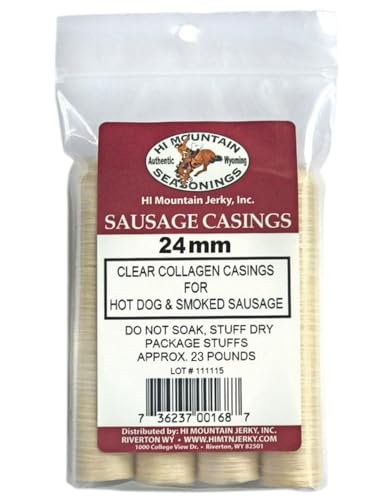 HI MOUNTAIN
Authentic Wyoming
SEASONINGS
HI Mountain Jerky, Inc.
SAUSAGE CASINGS
24mm
CLEAR COLLAGEN CASINGS
FOR
HOT DOG & SMOKED SAUSAGE
DO NOT SOAK, STUFF DRY
PACKAGE STUFFS
APPROX. 23 POUNDS
LOT # 111115
7 36237 00168 7
Distributed by: HI MOUNTAIN JERKY, INC.
RIVERTON WY • WWW.HIMTNJERKY.COM
1000 College View Dr. • Riverton, WY 82501